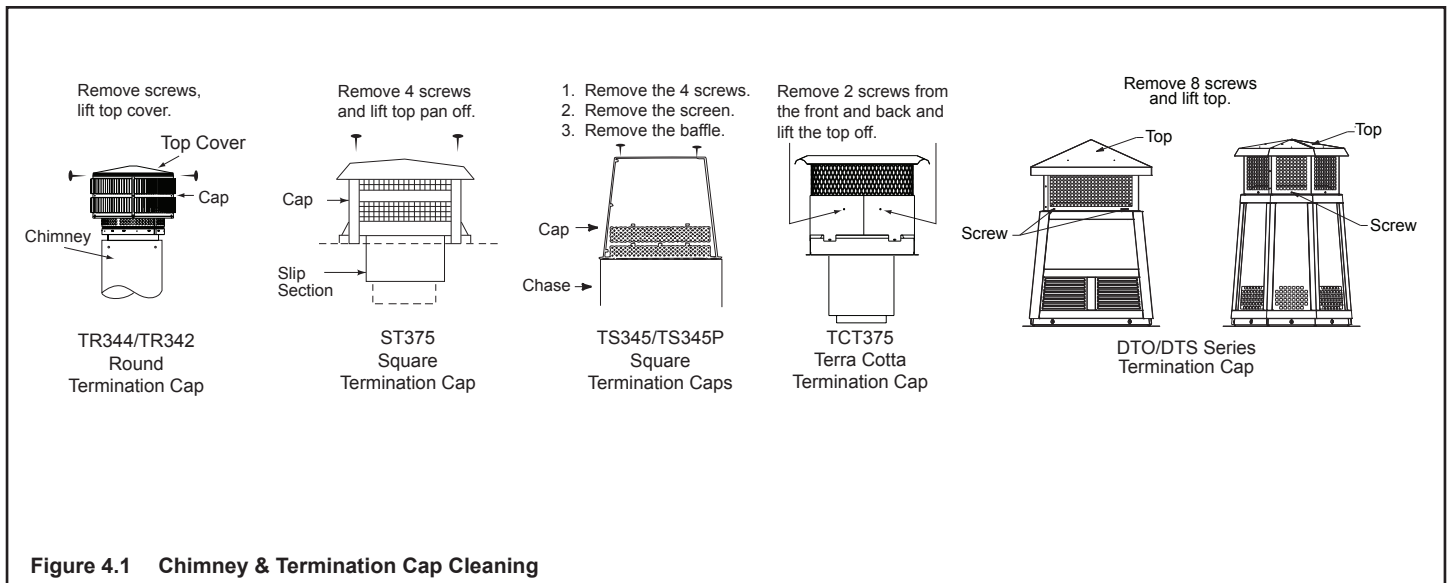 Remove screws,
lift top cover.
Top Cover
Cap
Chimney
TR344/TR342
Round
Termination Cap
Remove 4 screws
and lift top pan off.
Cap
Slip
Section
ST375
Square
Termination Cap
1. Remove the 4 screws.
2. Remove the screen.
3. Remove the baffle.
Cap
Chase
TS345/TS345P
Square
Termination Caps
Remove 2 screws from
the front and back and
lift the top off.
TCT375
Terra Cotta
Termination Cap
Remove 8 screws
and lift top.
Top
Screw
Top
Screw
DTO/DTS Series
Termination Cap
Figure 4.1 Chimney & Termination Cap Cleaning